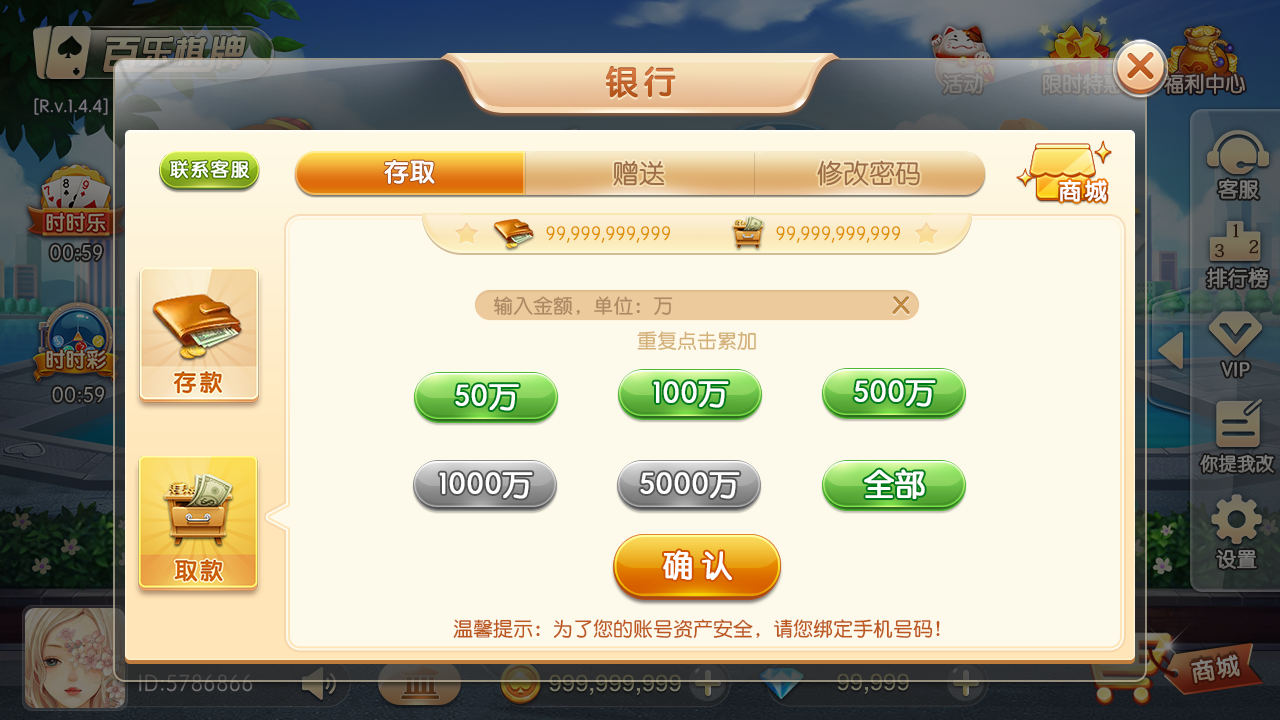 百乐棋牌
[R.v.1.4.4]
银行
活动
限时特惠
福利中心
联系客服
存取
赠送
修改密码
商城
99,999,999,999
99,999,999,999
时时乐
00:59
时时彩
00:59
存款
取款
输入金额，单位：万
重复点击累加
50万
100万
500万
1000万
5000万
全部
确认
温馨提示：为了您的账号资产安全，请您绑定手机号码！
客服
1
3 2
排行榜
VIP
你提我改
设置
ID:5786866
999,999,999
99,999
商城